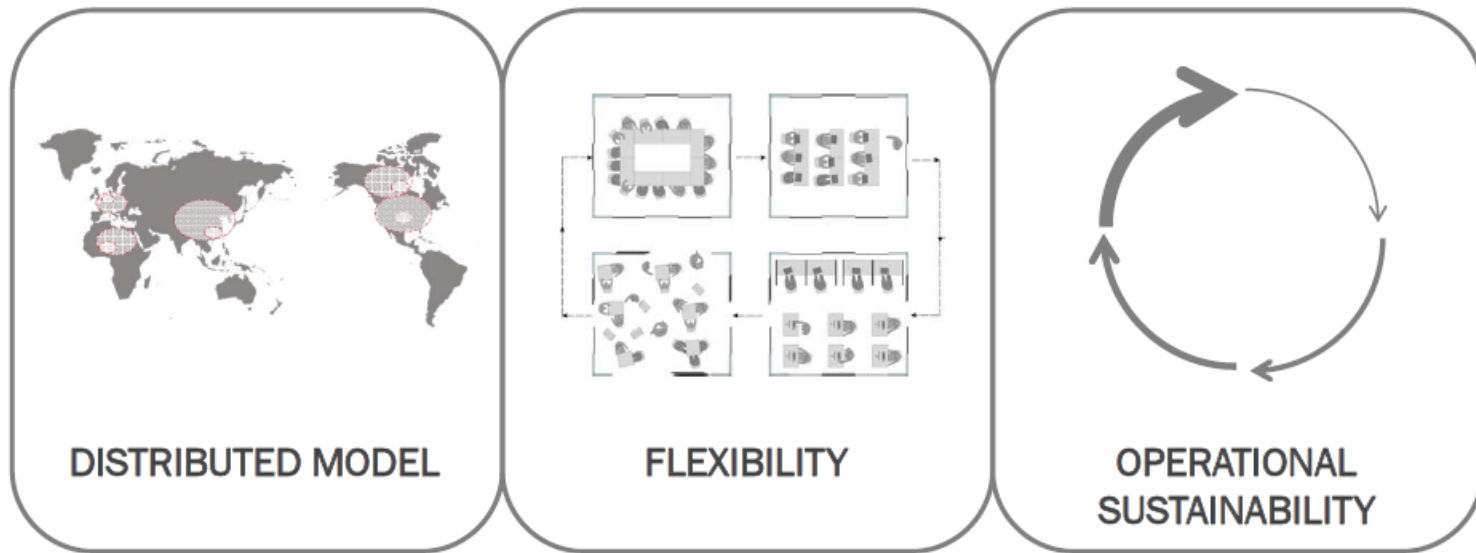 DISTRIBUTED MODEL
FLEXIBILITY
OPERATIONAL
SUSTAINABILITY